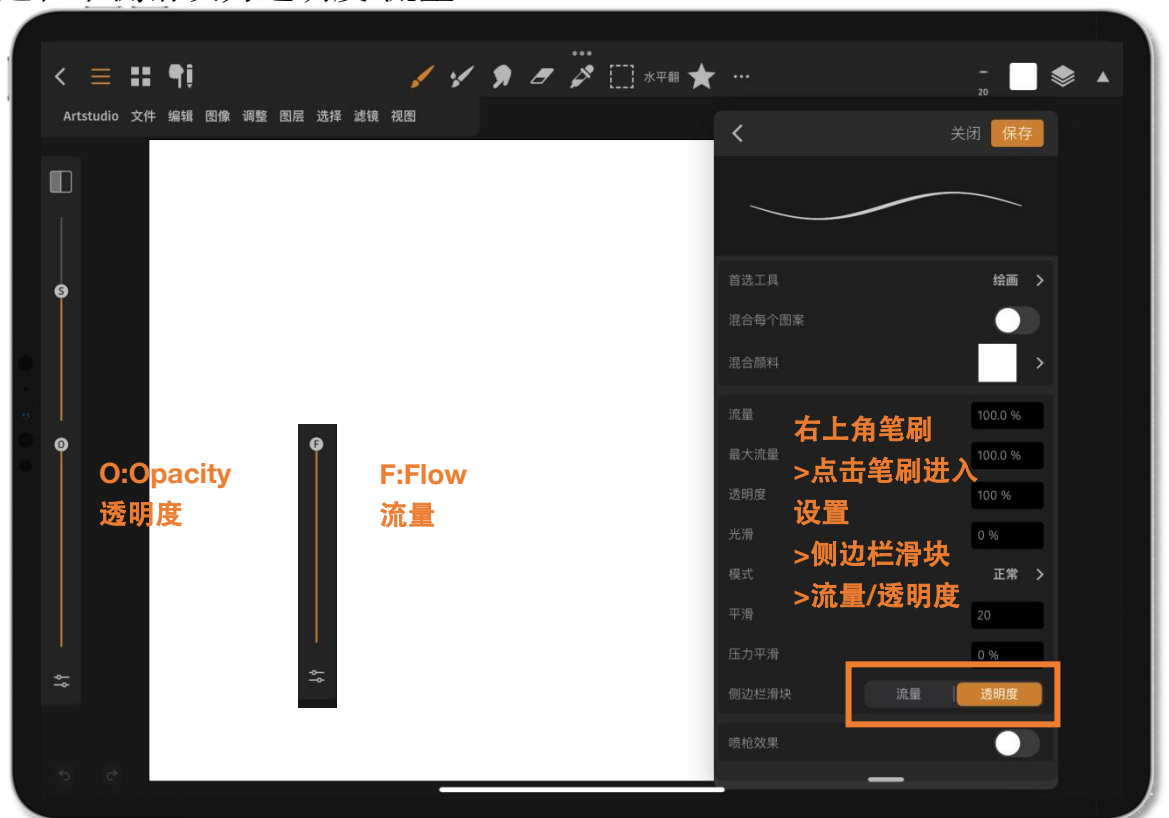 水平翻
20
Artstudio 文件 编辑 图像 调整 图层 选择 滤镜 视图
关闭 保存
S
O
O:Opacity
透明度
F
F:Flow
流量
首选工具 绘画
混合每个图案
混合颜料
流量 100.0 %
最大流量 100.0 %
透明度 100 %
光滑 0 %
模式 正常
平滑 20
压力平滑 0 %
侧边栏滑块 流量 透明度
喷枪效果
右上角笔刷
>点击笔刷进入
设置
>侧边栏滑块
>流量/透明度